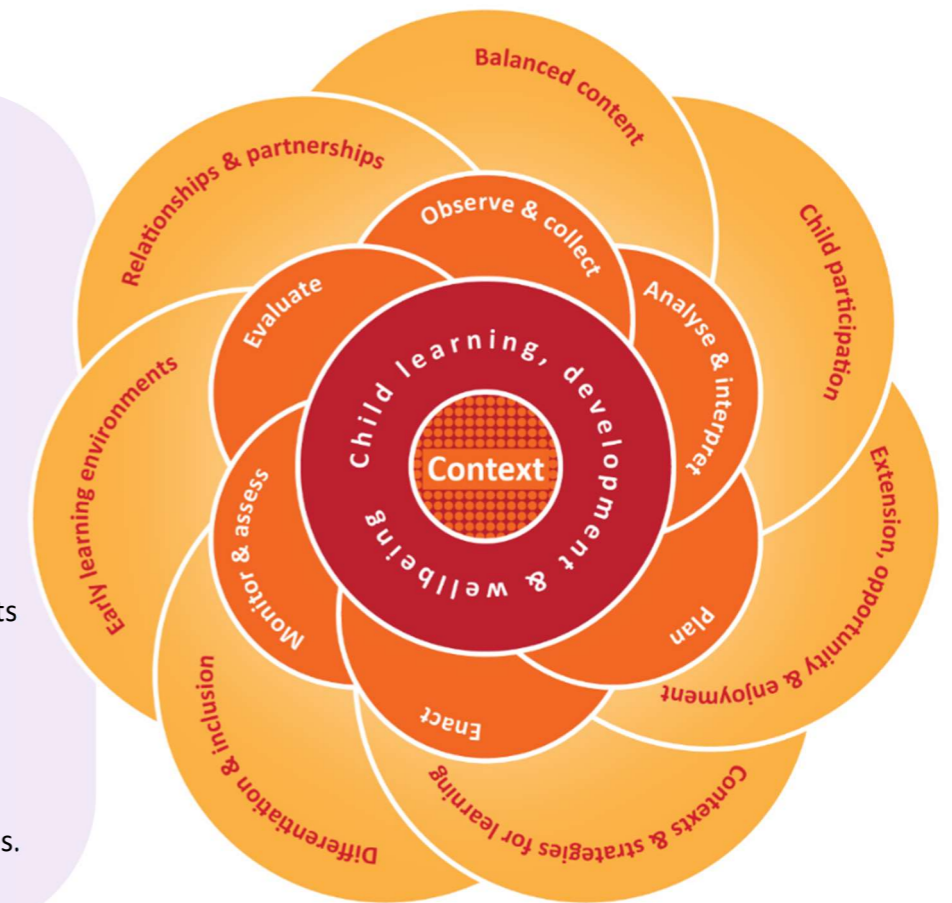 Balanced content
Child participation
Extension, opportunity & enjoyment
Contexts & strategies for learning
Differentiation & inclusion
Early learning environments
Relationships & partnerships
Observe & collect
Analyse & interpret
Plan
Enact
Monitor & assess
Evaluate
Child learning, development & wellbeing
Context
ts
s.